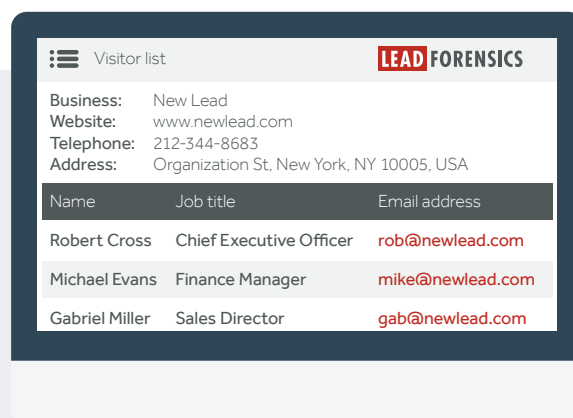 Visitor list LEAD FORENSICS
Business: New Lead
Website: www.newlead.com
Telephone: 212-344-8683
Address: Organization St, New York, NY 10005, USA
Name Job title Email address
Robert Cross Chief Executive Officer rob@newlead.com
Michael Evans Finance Manager mike@newlead.com
Gabriel Miller Sales Director gab@newlead.com